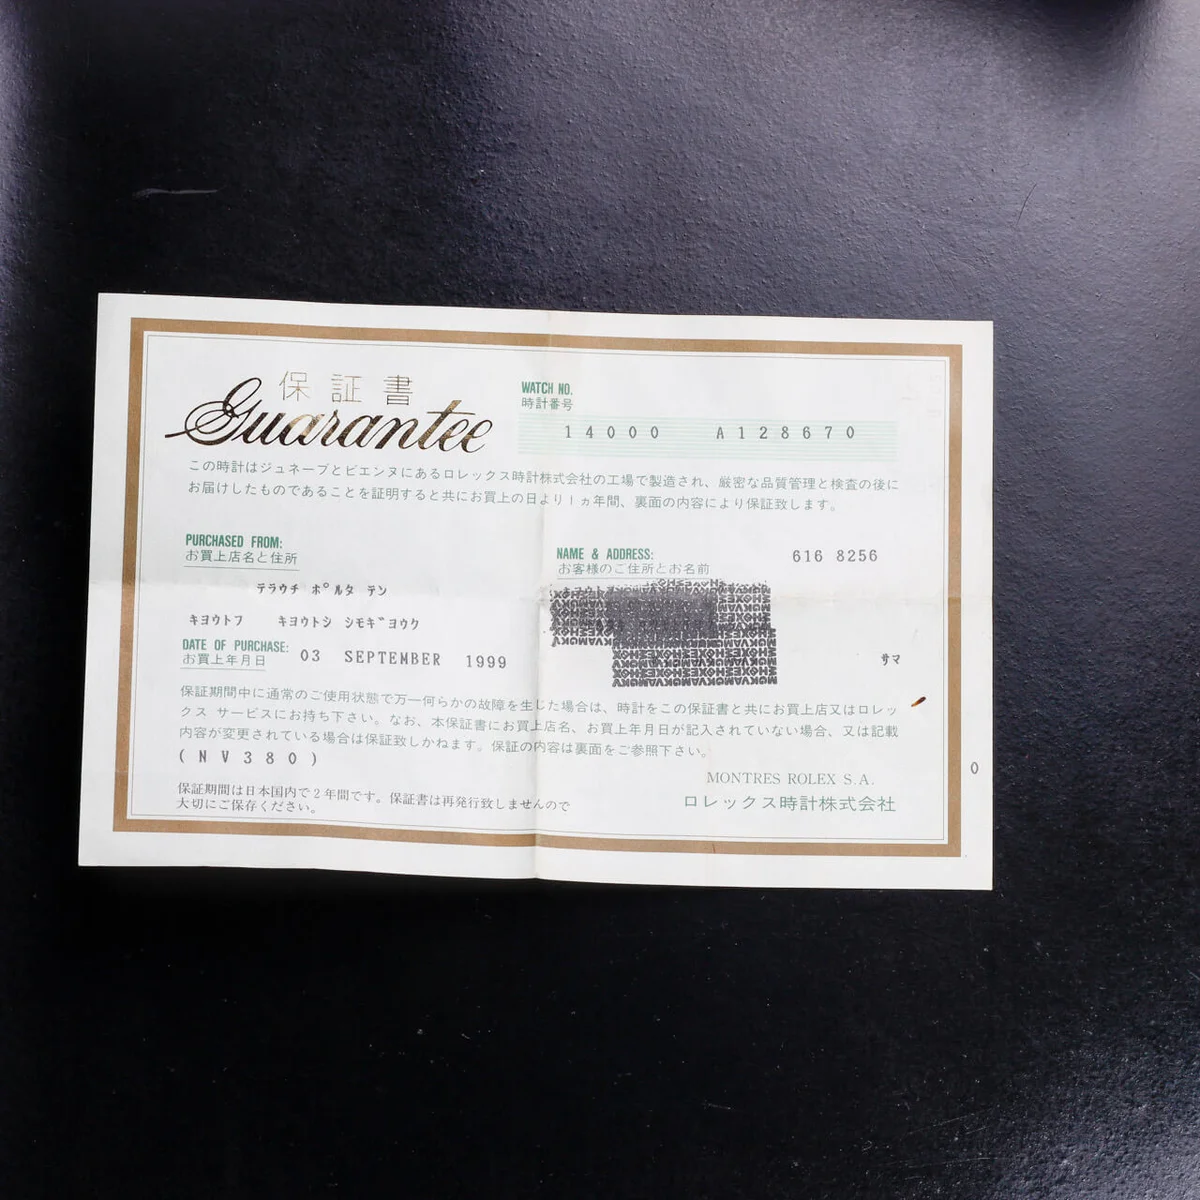 保証書
Guarantee
WATCH NO.
時計番号
14000 A128670
この時計はジュネーブとビエンヌにあるロレックス時計株式会社の工場で製造され、厳密な品質管理と検査の後に
お届けしたものであることを証明すると共にお買上の日より1ヵ年間、裏面の内容により保証致します。
PURCHASED FROM:
お買上店名と住所
テラウチ ポルタ テン
キヨウトフ キヨウトシ シモギヨウク
NAME & ADDRESS:
お客様のご住所とお名前
616 8256
サマ
DATE OF PURCHASE:
お買上年月日
03 SEPTEMBER 1999
保証期間中に通常のご使用状態で万一何らかの故障を生じた場合は、時計をこの保証書と共にお買上店又はロレッ
クス サービスにお持ち下さい。なお、本保証書にお買上店名、お買上年月日が記入されていない場合、又は記載
内容が変更されている場合は保証致しかねます。保証の内容は裏面をご参照下さい。
(NV380)
0
MONTRES ROLEX S.A.
ロレックス時計株式会社
保証期間は日本国内で2年間です。保証書は再発行致しませんので
大切にご保存ください。